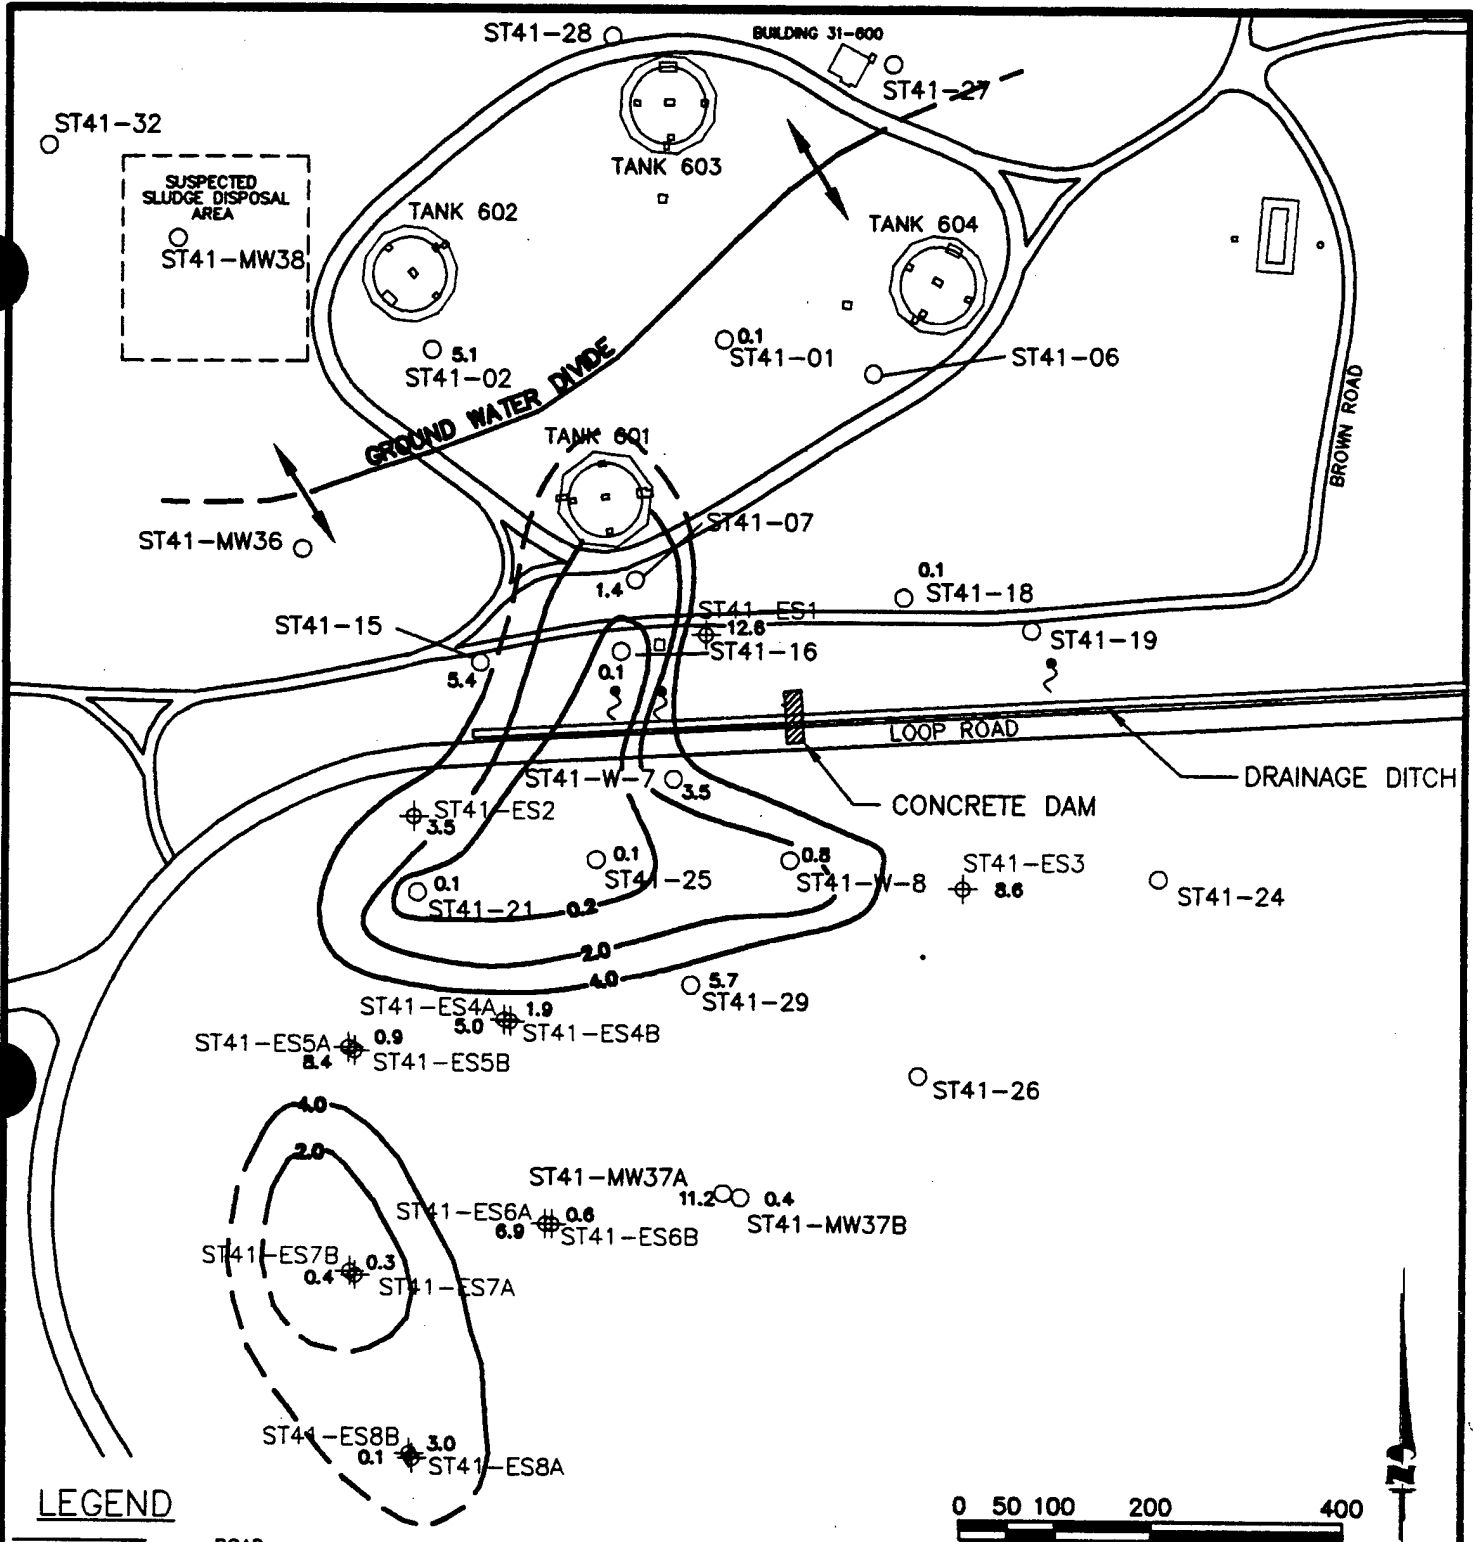 ST41-28
BUILDING 31-600
ST41-27
ST41-32
SUSPECTED
SLUDGE DISPOSAL
AREA
ST41-MW38
TANK 603
TANK 602
TANK 604
0.1
ST41-01
5.1
ST41-02
ST41-06
GROUND WATER DIVIDE
TANK 601
BROWN ROAD
ST41-07
ST41-MW36
1.4
0.1
ST41-18
ST41-ES1
12.6
ST41-15
ST41-16
ST41-19
5.4
0.1
LOOP ROAD
ST41-W-7
3.5
DRAINAGE DITCH
CONCRETE DAM
ST41-ES2
3.5
0.1
ST41-25
0.8
ST41-W-8
ST41-ES3
8.6
ST41-24
0.1
ST41-21
0.2
2.0
4.0
5.7
ST41-29
ST41-ES4A
1.9
5.0
ST41-ES4B
ST41-ES5A
0.9
8.4
ST41-ES5B
ST41-26
4.0
2.0
ST41-MW37A
11.2
0.4
ST41-MW37B
ST41-ES6A
0.6
6.9
ST41-ES6B
ST41-ES7B
0.3
0.4
ST41-ES7A
ST41-ES8B
3.0
0.1
ST41-ES8A
LEGEND
0 50 100 200 400
ROAD